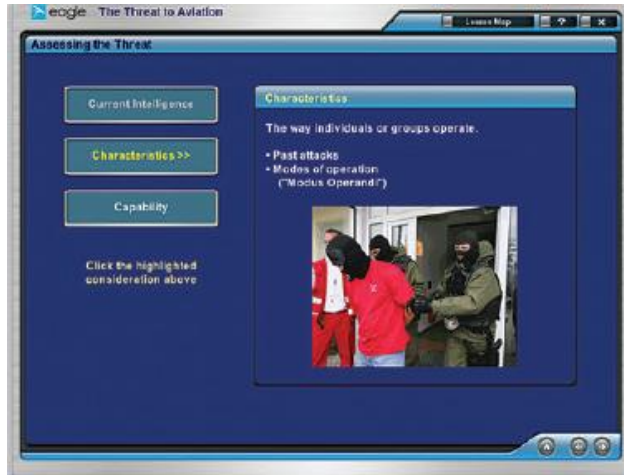 eagle The Threat to Aviation
Lesson Map ? X
Assessing the Threat
Current Intelligence
Characteristics >>
Capability
Click the highlighted
consideration above
Characteristics
The way individuals or groups operate.
• Past attacks
• Modes of operation
("Modus Operandi")